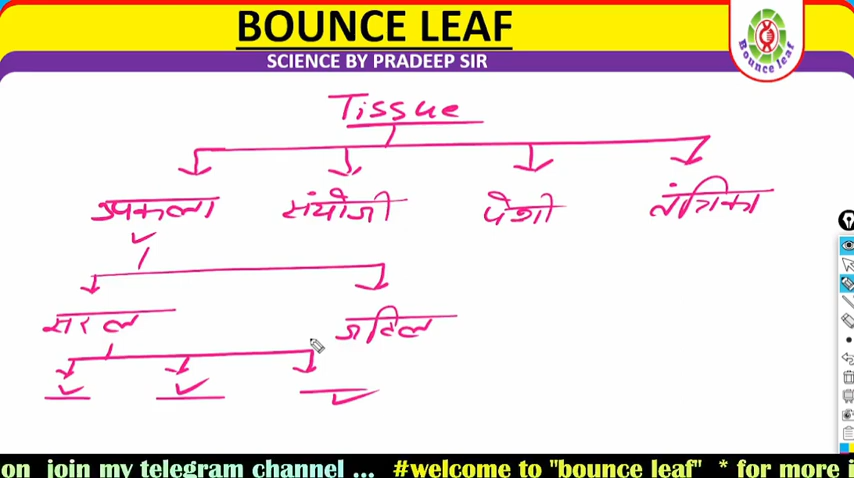 BOUNCE LEAF
SCIENCE BY PRADEEP SIR
Bounce leaf
Tissue
उपकला संयोजी पेशी तंत्रिका
सरल जटिल
on join my telegram channel ... #welcome to "bounce leaf" * for more i